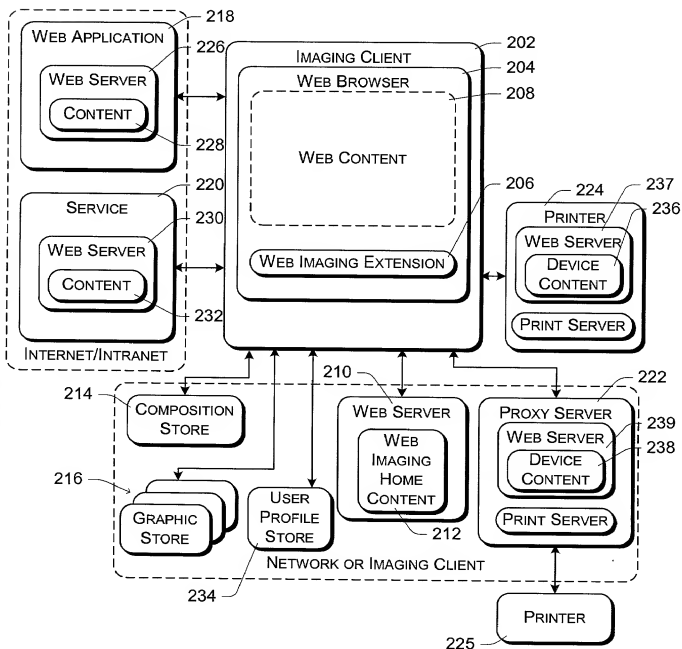 WEB APPLICATION
218
WEB SERVER
226
CONTENT
228
SERVICE
220
WEB SERVER
230
CONTENT
232
INTERNET/INTRANET
IMAGING CLIENT
202
WEB BROWSER
204
208
WEB CONTENT
206
WEB IMAGING EXTENSION
224
PRINTER
237
WEB SERVER
236
DEVICE
CONTENT
PRINT SERVER
214
COMPOSITION
STORE
216
GRAPHIC
STORE
USER
PROFILE
STORE
234
210
WEB SERVER
WEB
IMAGING
HOME
CONTENT
212
222
PROXY SERVER
WEB SERVER
239
DEVICE
CONTENT
238
PRINT SERVER
NETWORK OR IMAGING CLIENT
PRINTER
225